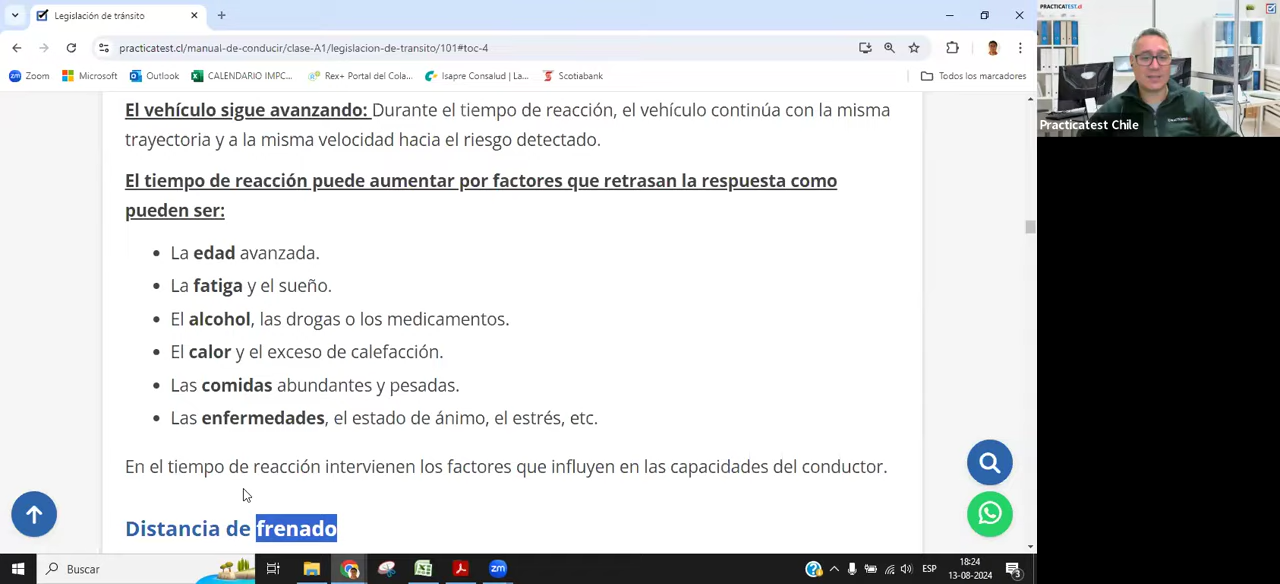 Legislación de tránsito
practicatest.cl/manual-de-conducir/clase-A1/legislacion-de-transito/101#toc-4
Zoom
Microsoft
Outlook
CALENDARIO IMPC...
Rex+ Portal del Cola...
Isapre Consalud | La...
Scotiabank
Todos los marcadores
El vehículo sigue avanzando: Durante el tiempo de reacción, el vehículo continúa con la misma
trayectoria y a la misma velocidad hacia el riesgo detectado.
El tiempo de reacción puede aumentar por factores que retrasan la respuesta como
pueden ser:
• La edad avanzada.
• La fatiga y el sueño.
• El alcohol, las drogas o los medicamentos.
• El calor y el exceso de calefacción.
• Las comidas abundantes y pesadas.
• Las enfermedades, el estado de ánimo, el estrés, etc.
En el tiempo de reacción intervienen los factores que influyen en las capacidades del conductor.
Distancia de frenado
PRACTICATEST.cl
Practicatest Chile
Buscar
ESP
18:24
13-08-2024
3